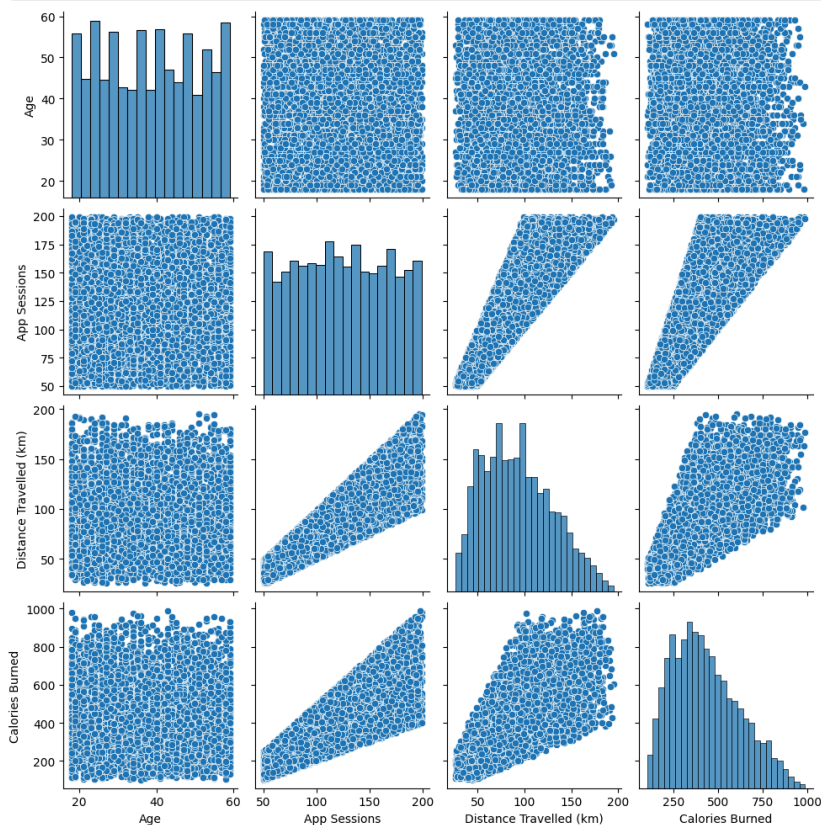 60
50
40
30
20
Age
200
175
150
125
100
75
50
App Sessions
200
150
100
50
Distance Travelled (km)
1000
800
600
400
200
Calories Burned
20 40 60
Age
50 100 150 200
App Sessions
50 100 150 200
Distance Travelled (km)
250 500 750 1000
Calories Burned